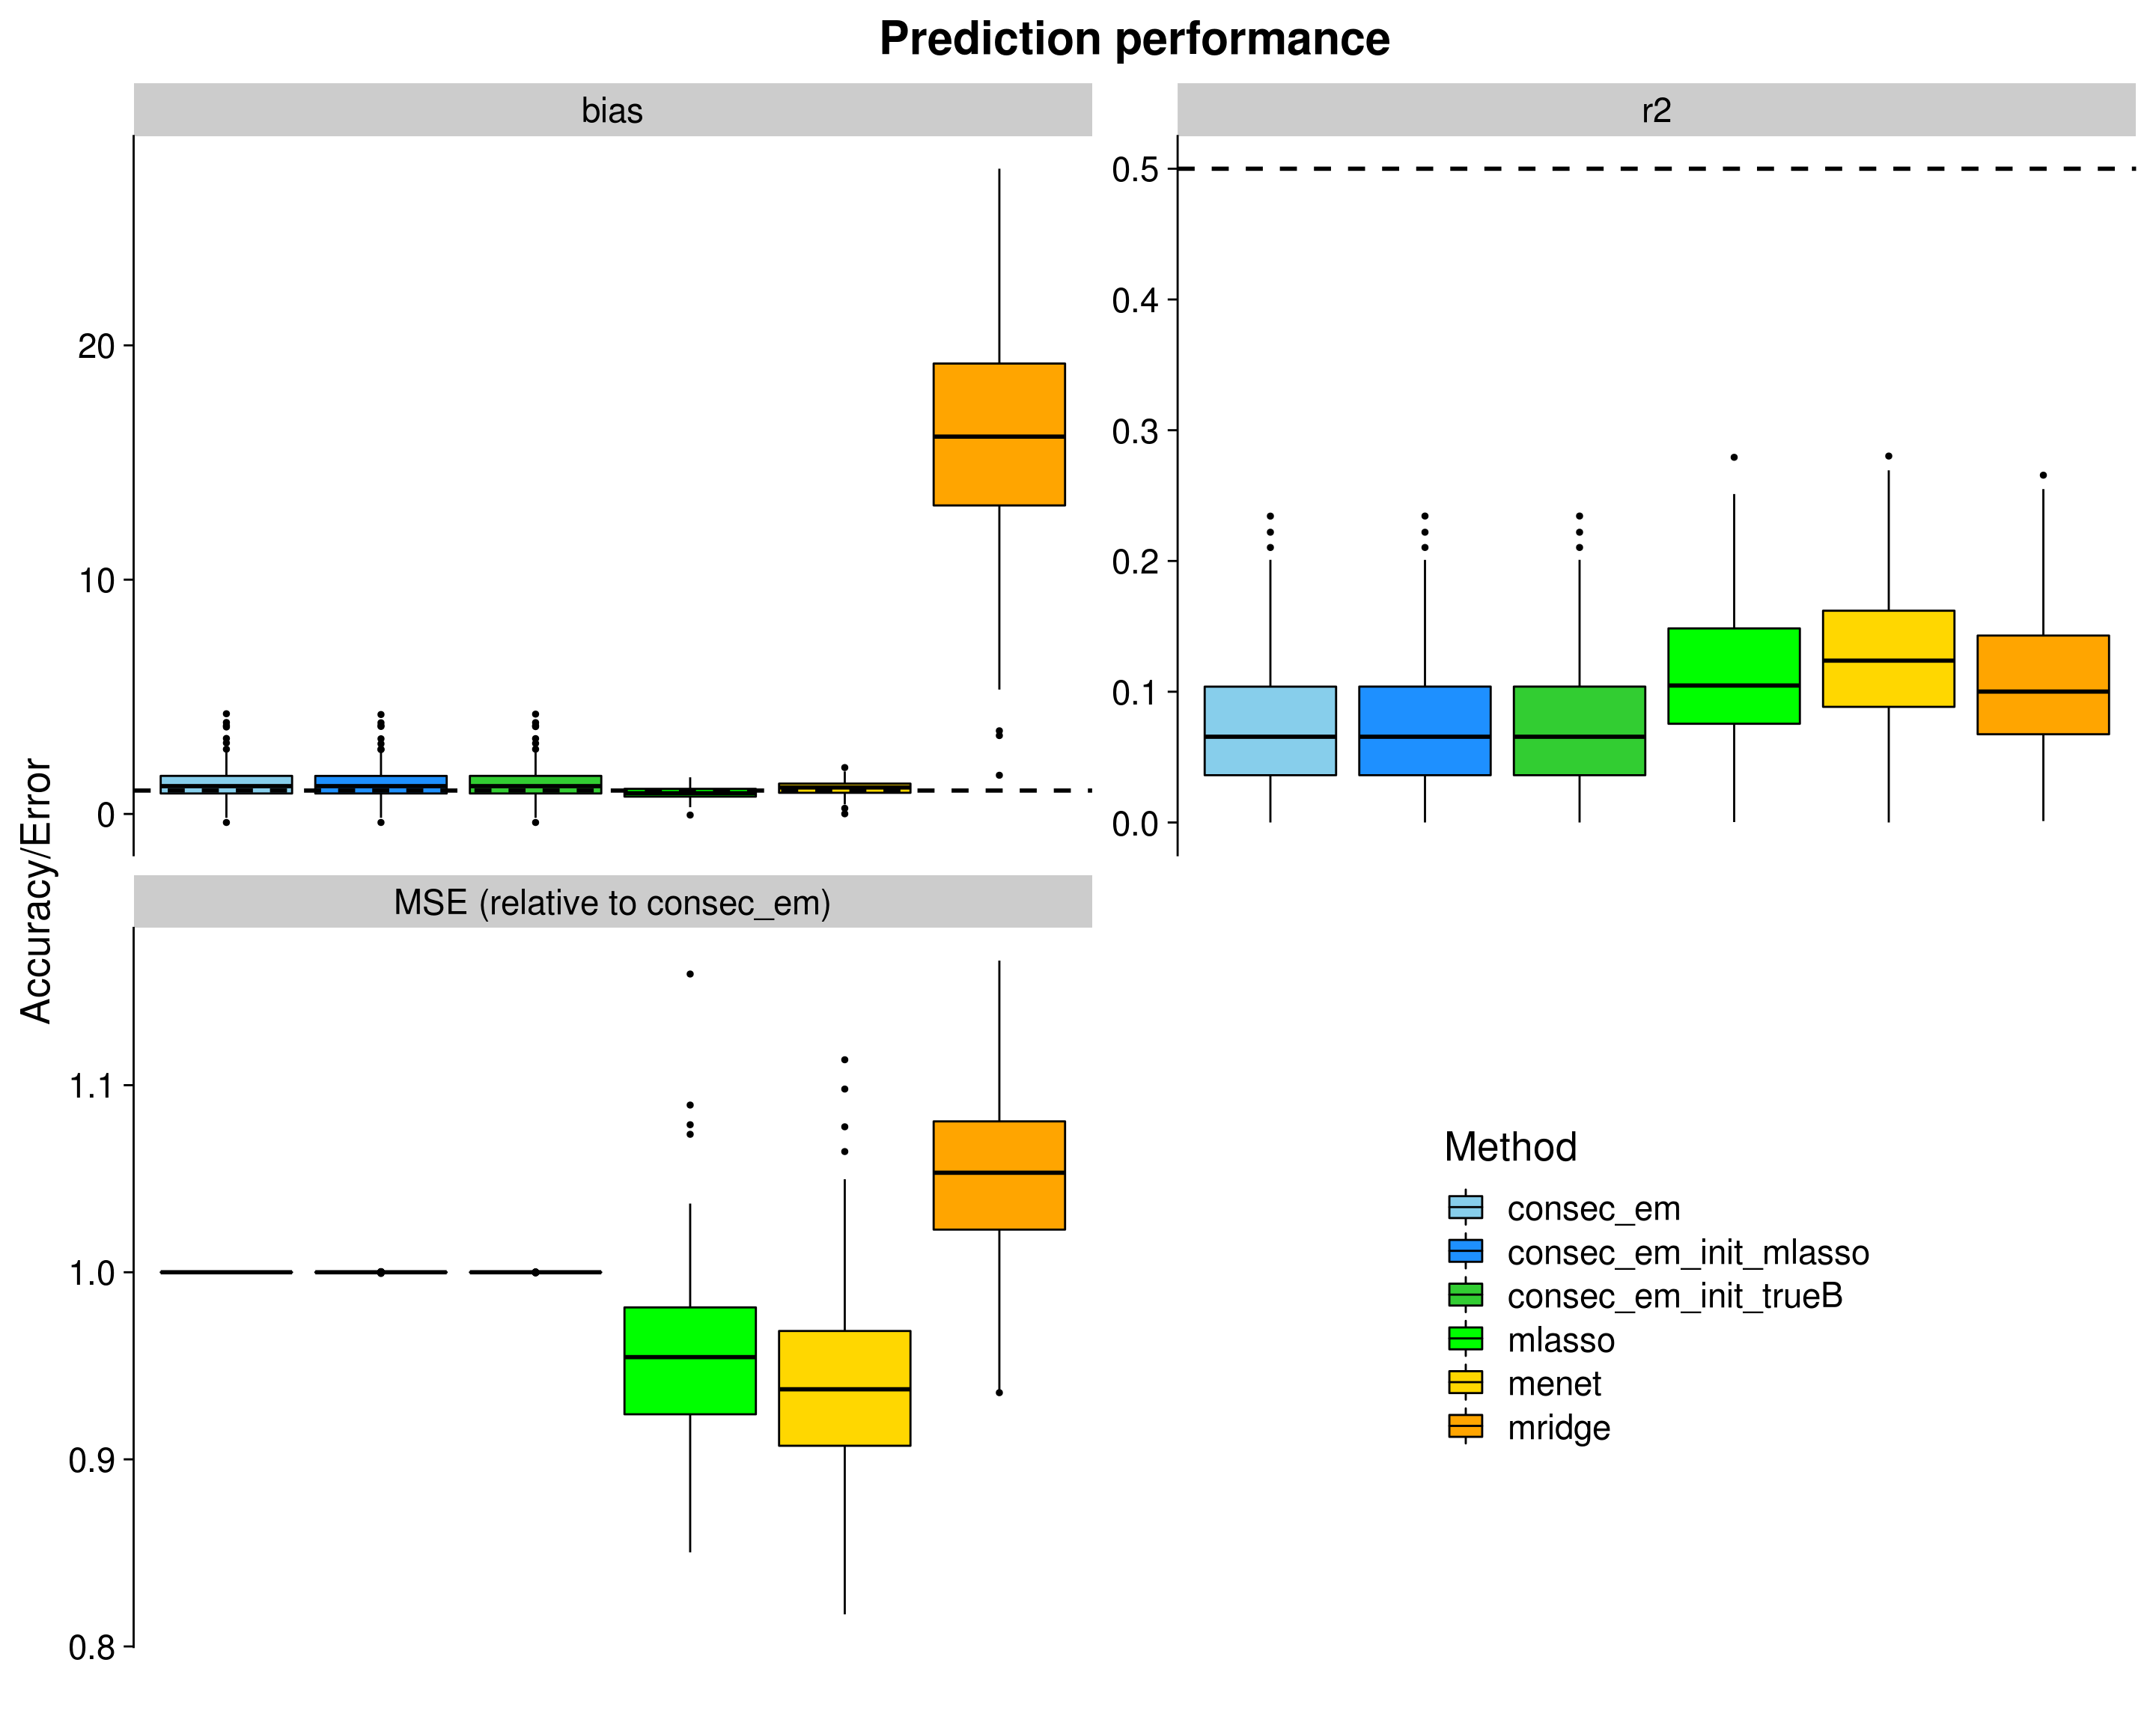 Prediction performance
bias
r2
20
10
0
0.5
0.4
0.3
0.2
0.1
0.0
Accuracy/Error
MSE (relative to consec_em)
1.1
1.0
0.9
0.8
Method
consec_em
consec_em_init_mlasso
consec_em_init_trueB
mlasso
menet
mridge